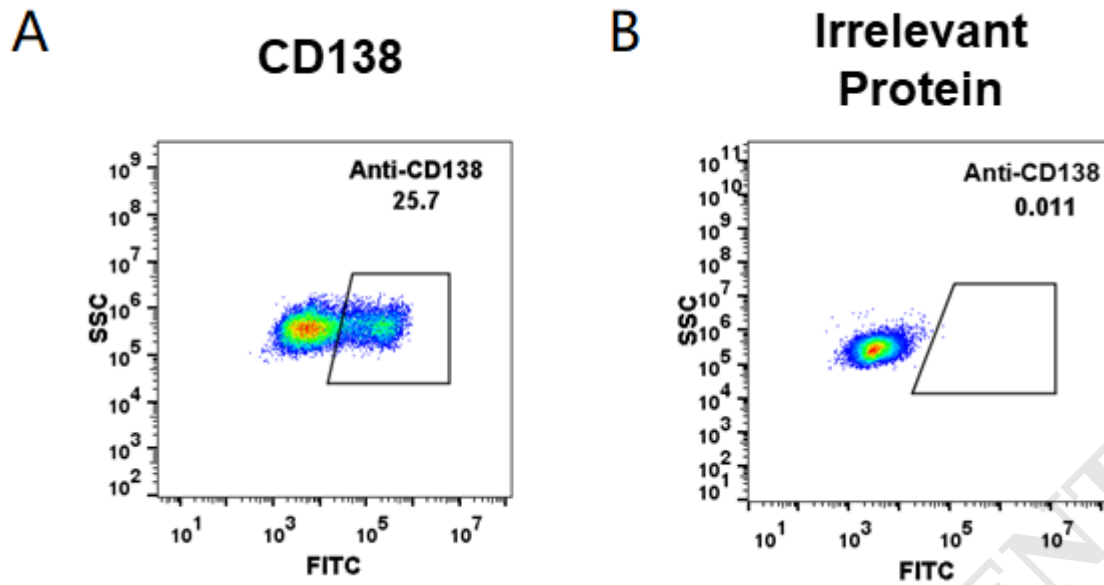 A
CD138
Anti-CD138
25.7
10⁹
10⁸
10⁷
10⁶
10⁵
10⁴
10³
10²
SSC
10¹
10³
10⁵
10⁷
FITC
B
Irrelevant
Protein
Anti-CD138
0.011
10¹¹
10¹⁰
10⁹
10⁸
10⁷
10⁶
10⁵
10⁴
10³
10²
10¹
SSC
10¹
10³
10⁵
10⁷
FITC